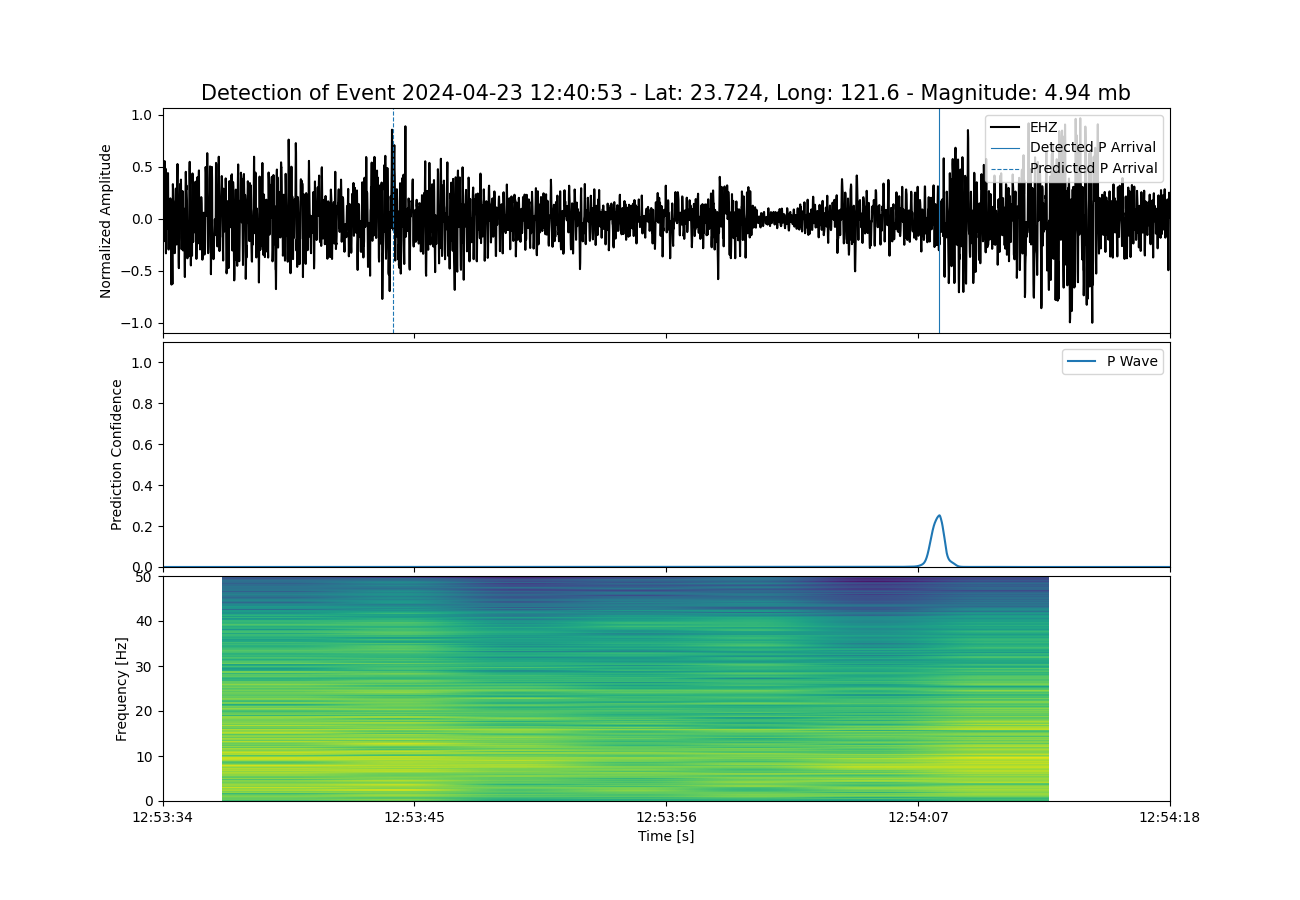 Detection of Event 2024-04-23 12:40:53 - Lat: 23.724, Long: 121.6 - Magnitude: 4.94 mb
1.0
0.5
0.0
−0.5
−1.0
Normalized Amplitude
EHZ
Detected P Arrival
Predicted P Arrival
1.0
0.8
0.6
0.4
0.2
0.0
Prediction Confidence
P Wave
50
40
30
20
10
0
Frequency [Hz]
12:53:34 12:53:45 12:53:56 12:54:07 12:54:18
Time [s]